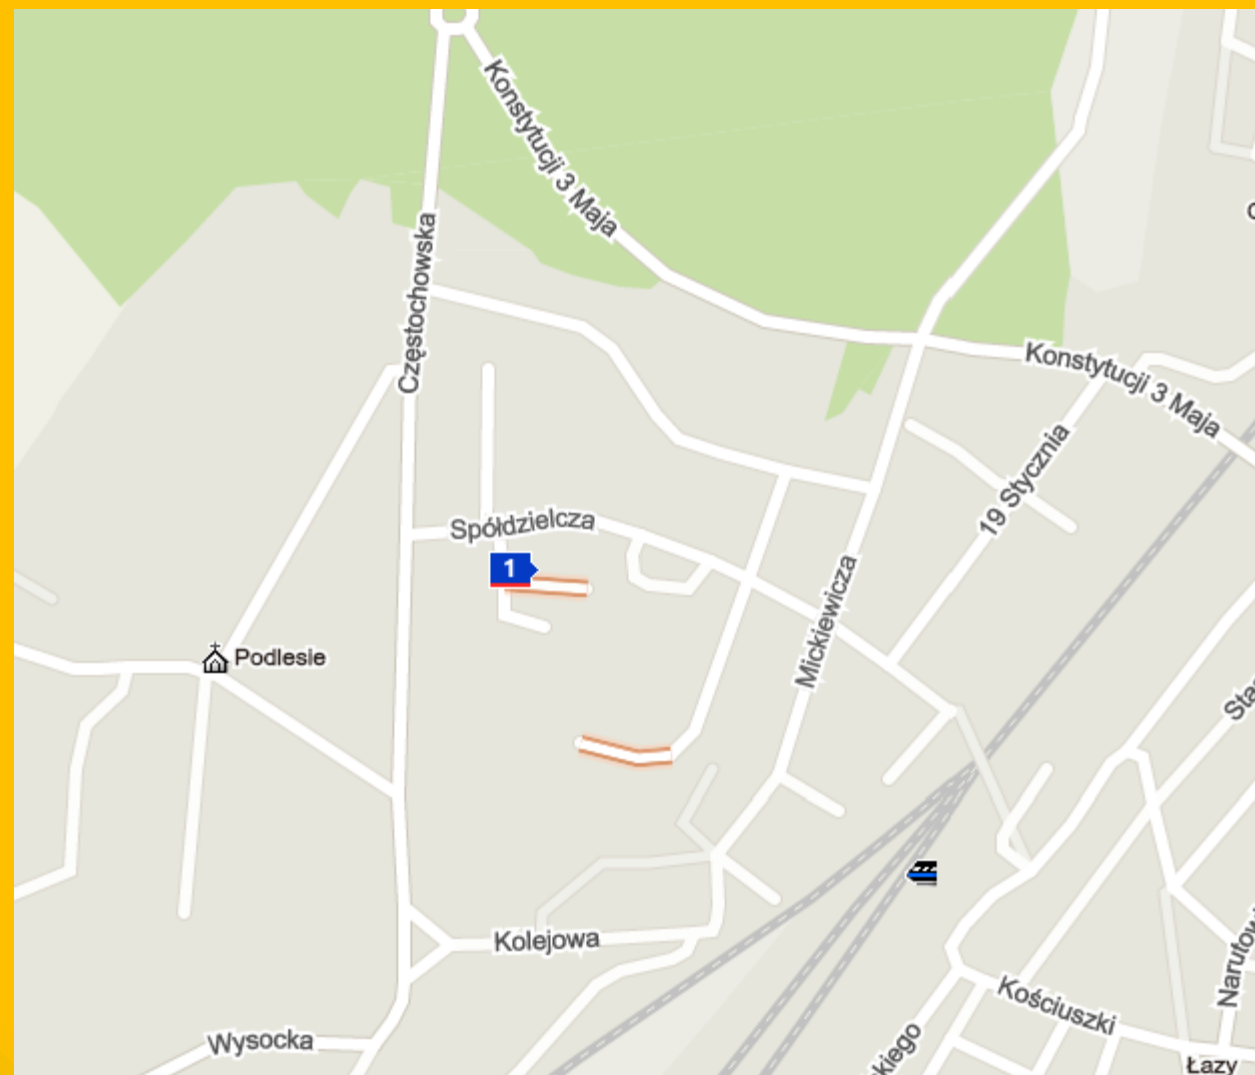 Konstytucji 3 Maja
Częstochowska
Konstytucji 3 Maja
19 Stycznia
Spółdzielcza
1
Mickiewicza
Podlesie
Kolejowa
Kościuszki
Wysocka
Łazy